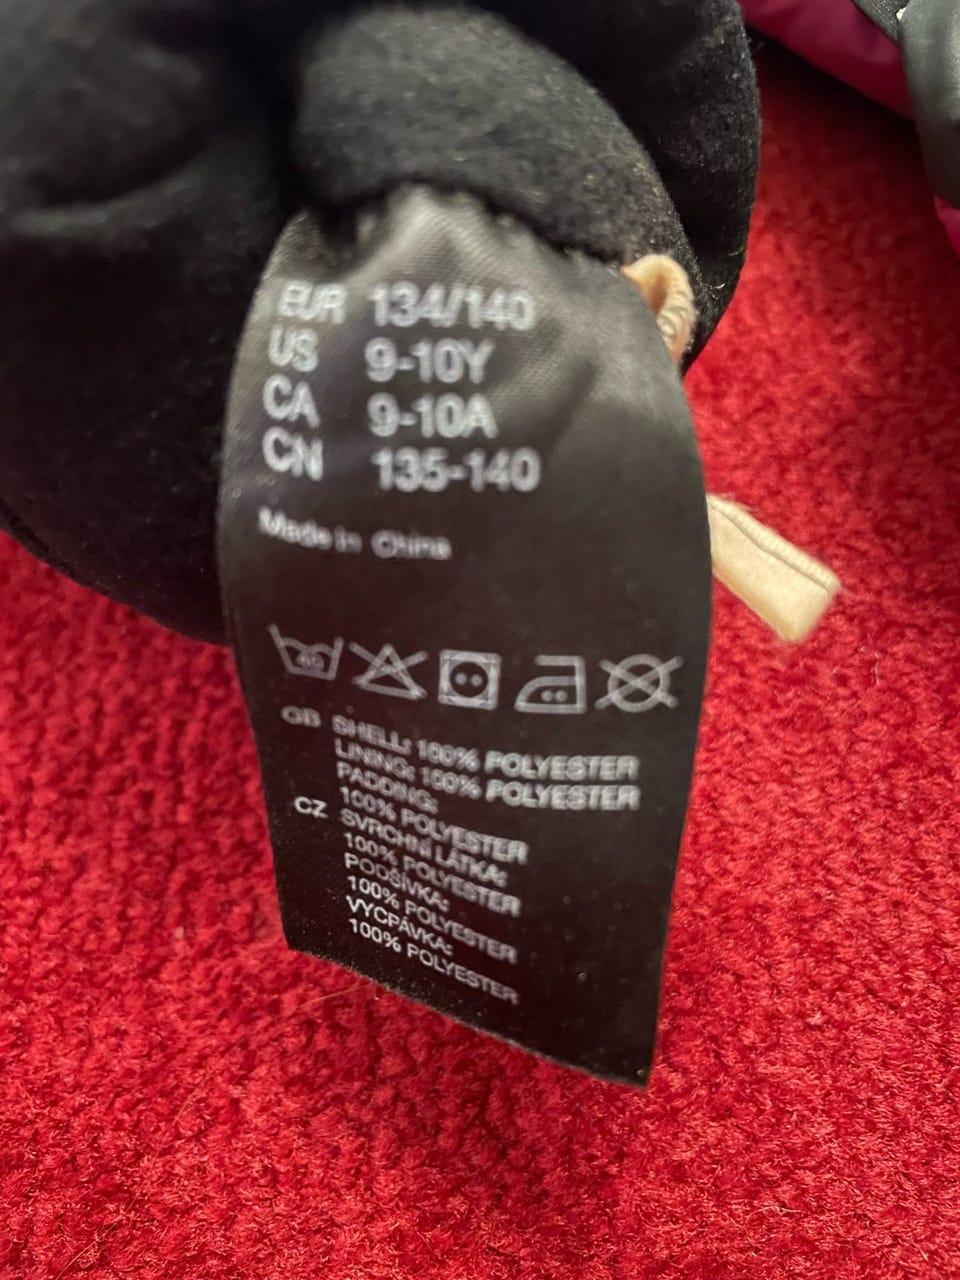 EUR 134/140
US 9-10Y
CA 9-10A
CN 135-140
Made in China
40
GB SHELL: 100% POLYESTER
LINING: 100% POLYESTER
PADDING:
100% POLYESTER
CZ SVRCHNÍ LÁTKA:
100% POLYESTER
PODŠÍVKA:
100% POLYESTER
VYCPÁVKA:
100% POLYESTER